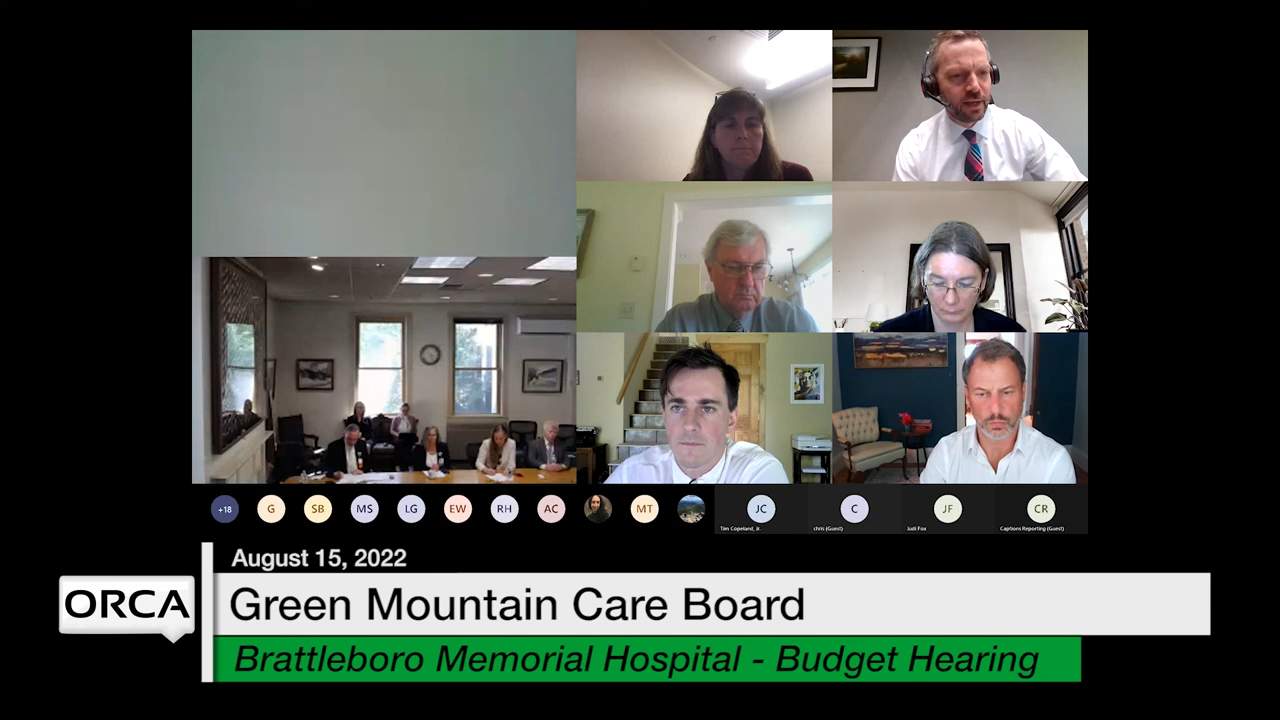 +18
G
SB
MS
LG
EW
RH
AC
MT
JC
C
JF
CR
Tim Copeland, Jr.
chris (Guest)
Judi Fox
Captions Reporting (Guest)
August 15, 2022
ORCA
Green Mountain Care Board
Brattleboro Memorial Hospital - Budget Hearing